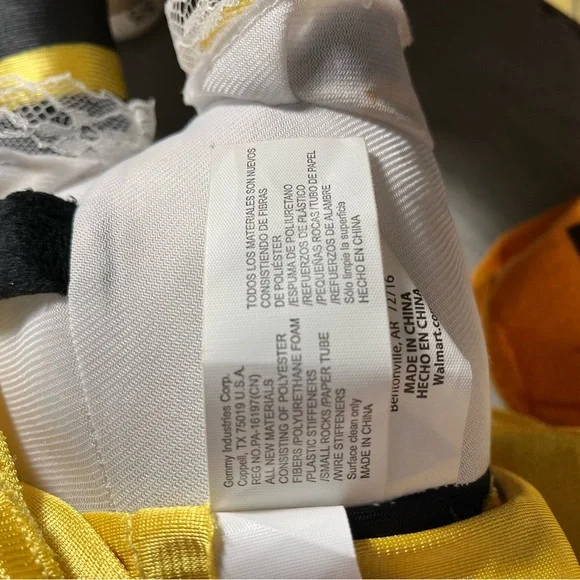 Gemmy Industries Corp.
Coppell, TX 75019 U.S.A.
REG NO.PA-16197(CN)
ALL NEW MATERIALS
CONSISTING OF POLYESTER
FIBERS /POLYURETHANE FOAM
/PLASTIC STIFFENERS
/SMALL ROCKS/PAPER TUBE
/WIRE STIFFENERS
Surface clean only
MADE IN CHINA
TODOS LOS MATERIALES SON NUEVOS
CONSISTIENDO DE FIBRAS
DE POLIÉSTER
/ESPUMA DE POLIURETANO
/REFUERZOS DE PLÁSTICO
/PEQUEÑAS ROCAS/TUBO DE PAPEL
/REFUERZOS DE ALAMBRE
Sólo limpie la superficie
HECHO EN CHINA
Bentonville, AR 72716
MADE IN CHINA
HECHO EN CHINA
Walmart.co